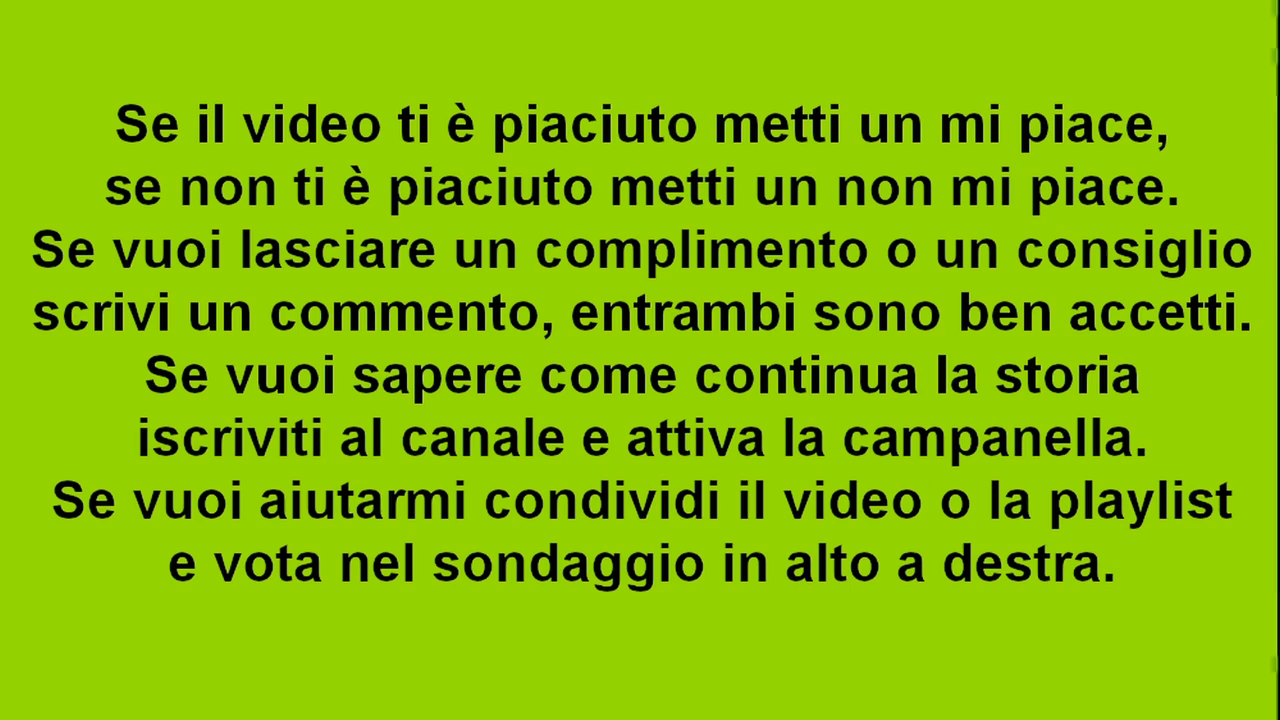 Se il video ti è piaciuto metti un mi piace,
se non ti è piaciuto metti un non mi piace.
Se vuoi lasciare un complimento o un consiglio
scrivi un commento, entrambi sono ben accetti.
Se vuoi sapere come continua la storia
iscriviti al canale e attiva la campanella.
Se vuoi aiutarmi condividi il video o la playlist
e vota nel sondaggio in alto a destra.